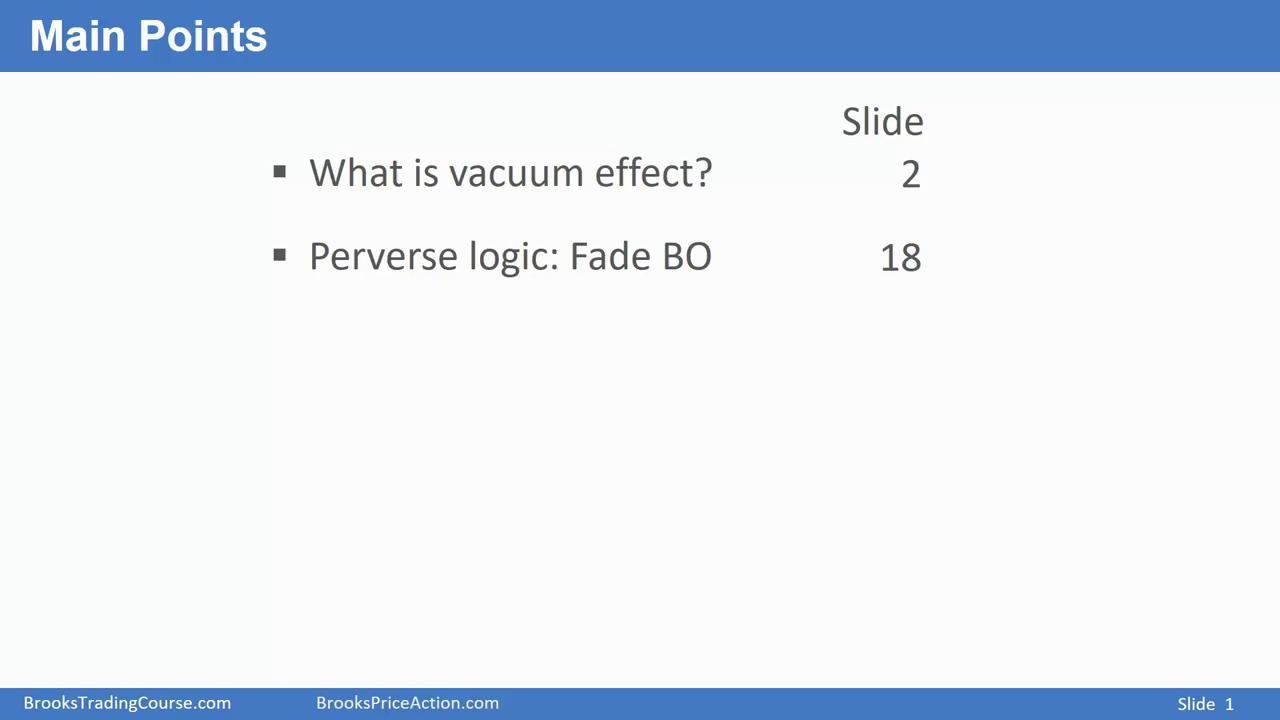 Main Points
Slide
▪ What is vacuum effect? 2
▪ Perverse logic: Fade BO 18
BrooksTradingCourse.com BrooksPriceAction.com Slide 1